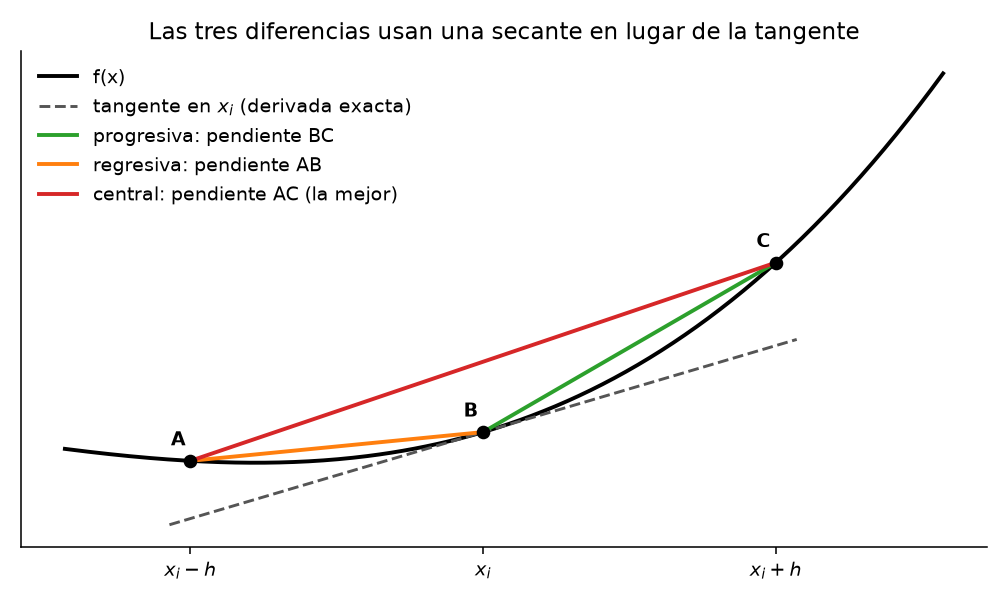 Las tres diferencias usan una secante en lugar de la tangente
f(x)
tangente en $x_i$ (derivada exacta)
progresiva: pendiente BC
regresiva: pendiente AB
central: pendiente AC (la mejor)
C
B
A
$x_i - h$
$x_i$
$x_i + h$